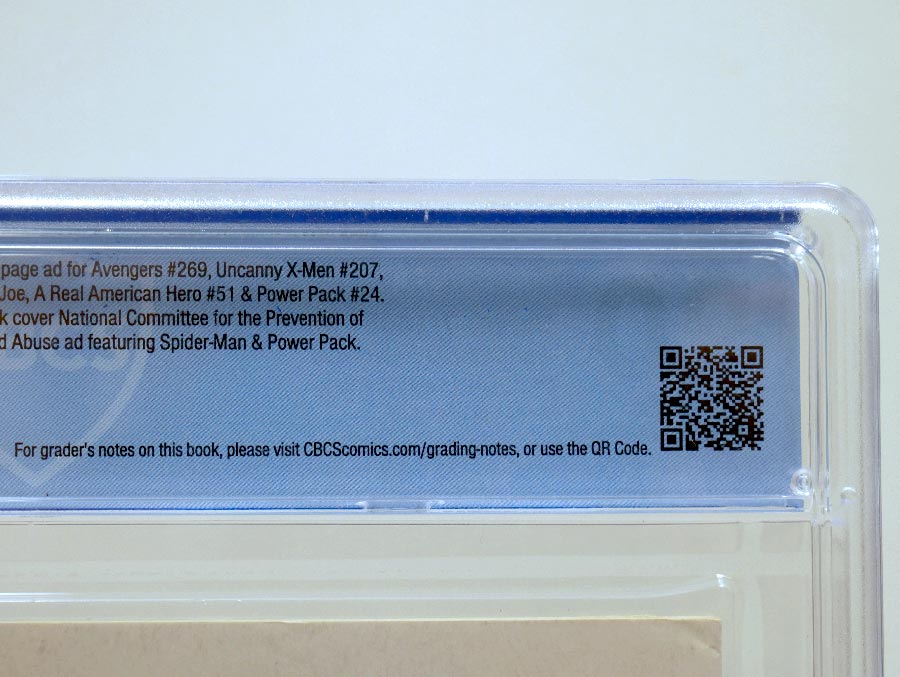 page ad for Avengers #269, Uncanny X-Men #207,
Joe, A Real American Hero #51 & Power Pack #24.
k cover National Committee for the Prevention of
d Abuse ad featuring Spider-Man & Power Pack.
For grader's notes on this book, please visit CBCScomics.com/grading-notes, or use the QR Code.